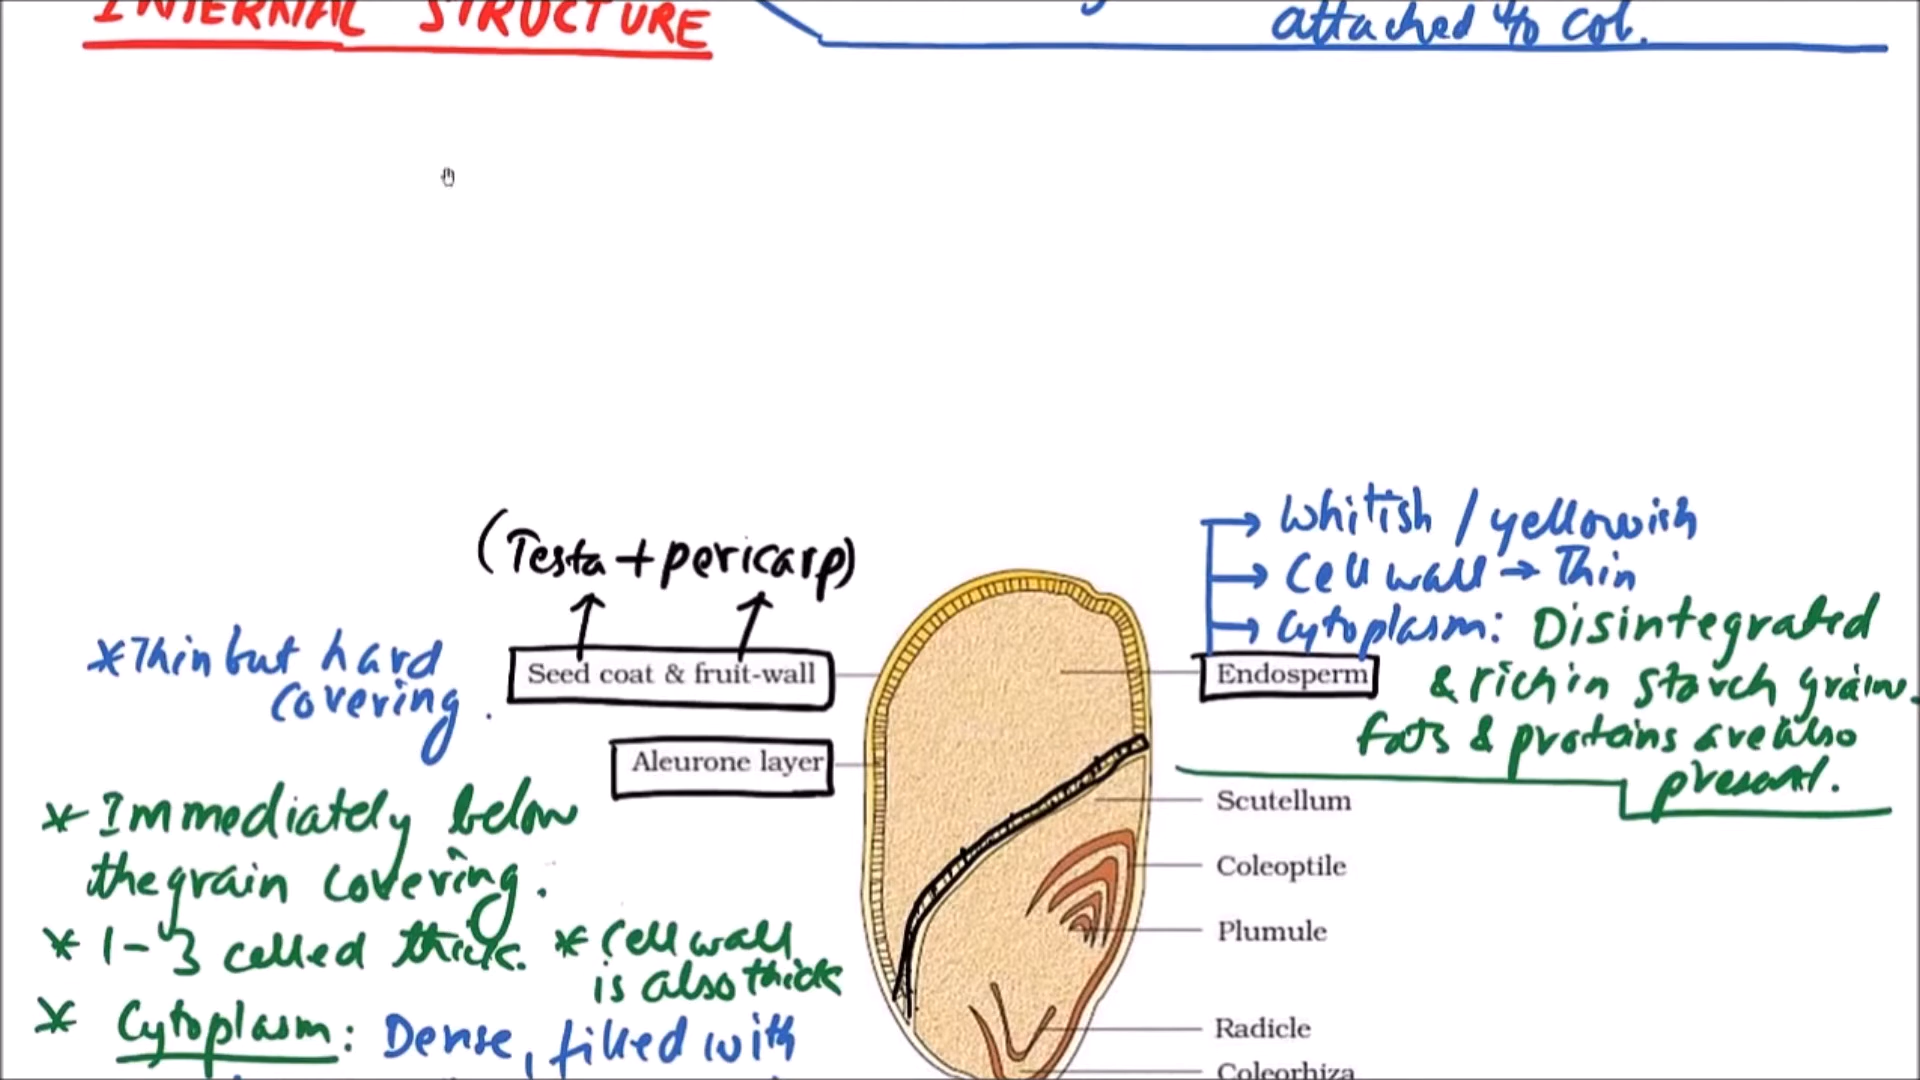 INTERNAL STRUCTURE
attached to cob.
(Testa + pericarp)
* Thin but hard
covering.
Seed coat & fruit-wall
Aleurone layer
* Immediately below
the grain covering.
* 1-3 celled thick. * Cell wall
is also thick
* Cytoplasm: Dense, filled with
→ Whitish / yellowish
→ Cell wall → Thin
→ Cytoplasm: Disintegrated
Endosperm
& rich in starch grains.
fats & proteins are also
present.
Scutellum
Coleoptile
Plumule
Radicle
Coleorhiza